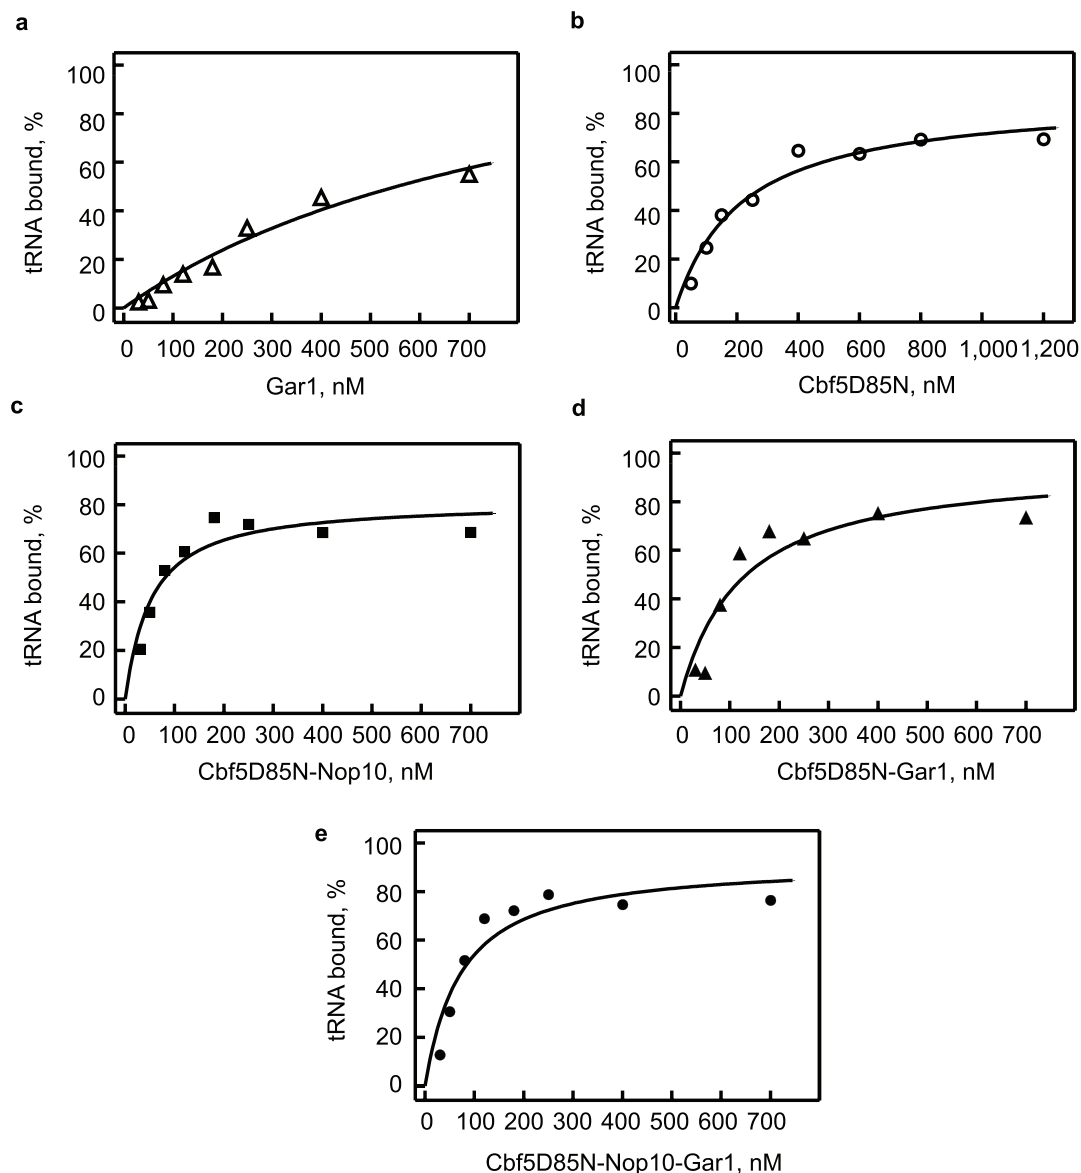 a
100
80
60
40
20
0
tRNA bound, %
0 100 200 300 400 500 600 700
Gar1, nM
b
100
80
60
40
20
0
tRNA bound, %
0 200 400 600 800 1,000 1,200
Cbf5D85N, nM
c
100
80
60
40
20
0
tRNA bound, %
0 100 200 300 400 500 600 700
Cbf5D85N-Nop10, nM
d
100
80
60
40
20
0
tRNA bound, %
0 100 200 300 400 500 600 700
Cbf5D85N-Gar1, nM
e
100
80
60
40
20
0
tRNA bound, %
0 100 200 300 400 500 600 700
Cbf5D85N-Nop10-Gar1, nM